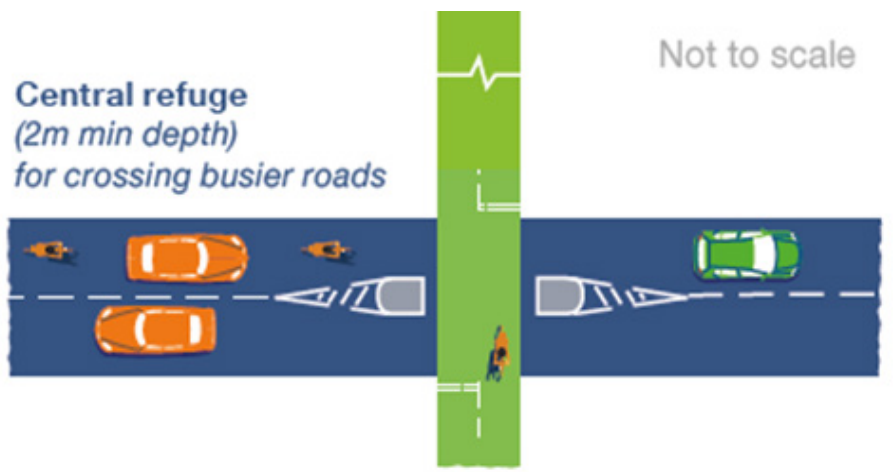 Not to scale
Central refuge
(2m min depth)
for crossing busier roads